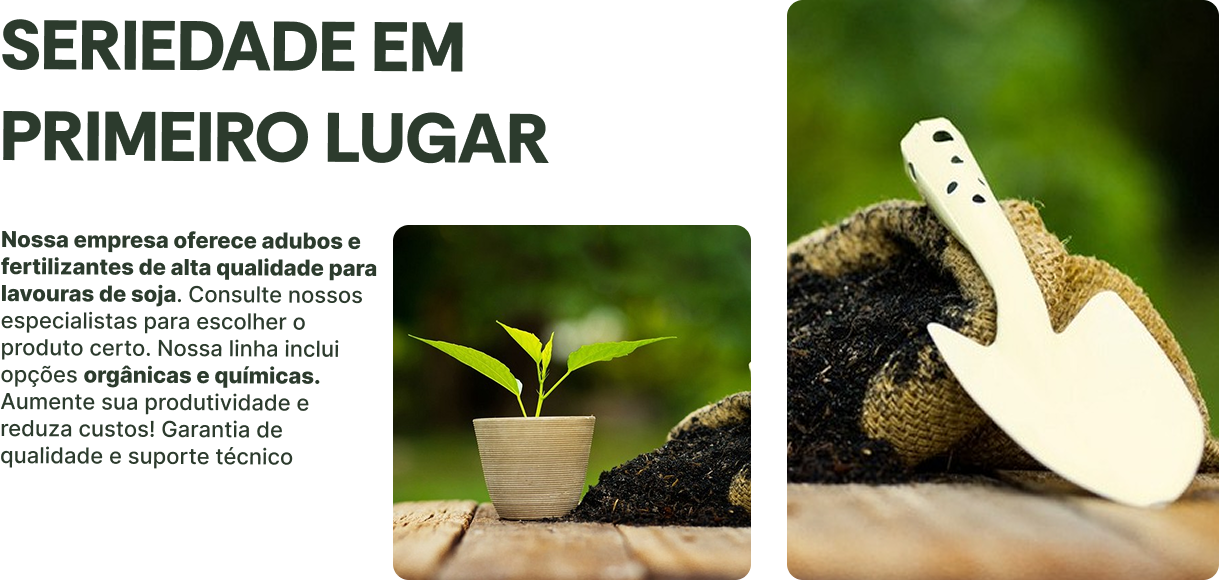 SERIEDADE EM
PRIMEIRO LUGAR
Nossa empresa oferece adubos e
fertilizantes de alta qualidade para
lavouras de soja. Consulte nossos
especialistas para escolher o
produto certo. Nossa linha inclui
opções orgânicas e químicas.
Aumente sua produtividade e
reduza custos! Garantia de
qualidade e suporte técnico